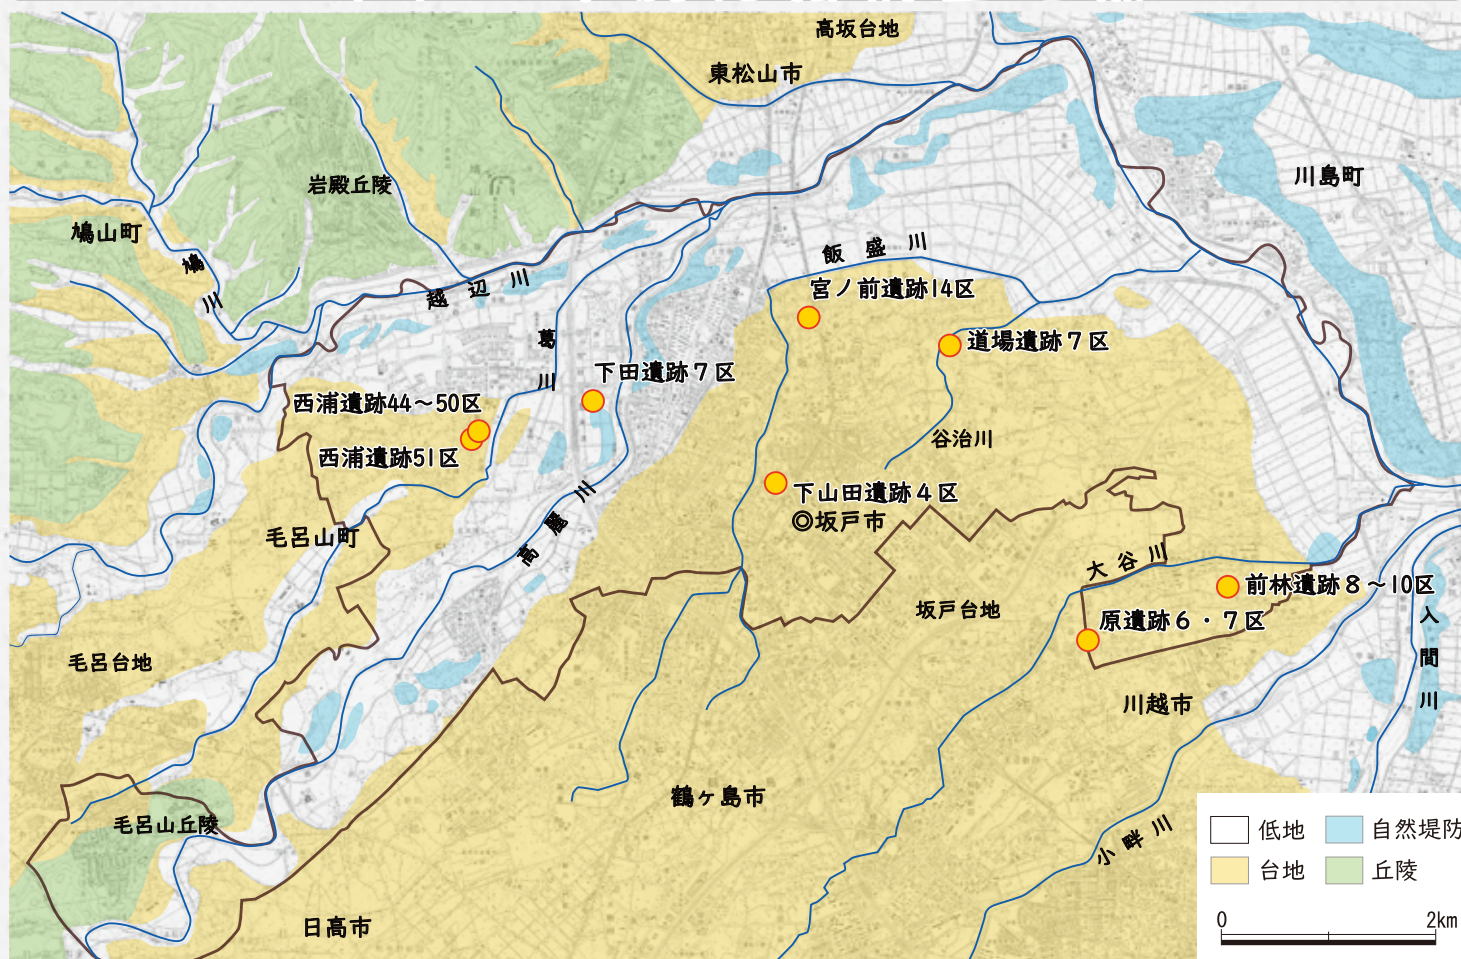 高坂台地
東松山市
川島町
岩殿丘陵
鳩山町
鳩川
越辺川
飯盛川
宮ノ前遺跡14区
葛川
道場遺跡７区
下田遺跡７区
西浦遺跡44～50区
西浦遺跡51区
谷治川
下山田遺跡４区
◎坂戸市
高麗川
毛呂山町
大谷川
前林遺跡８～10区
坂戸台地
原遺跡６・７区
入間川
毛呂台地
川越市
鶴ヶ島市
毛呂山丘陵
小畔川
日高市
低地
自然堤防
台地
丘陵
0
2km